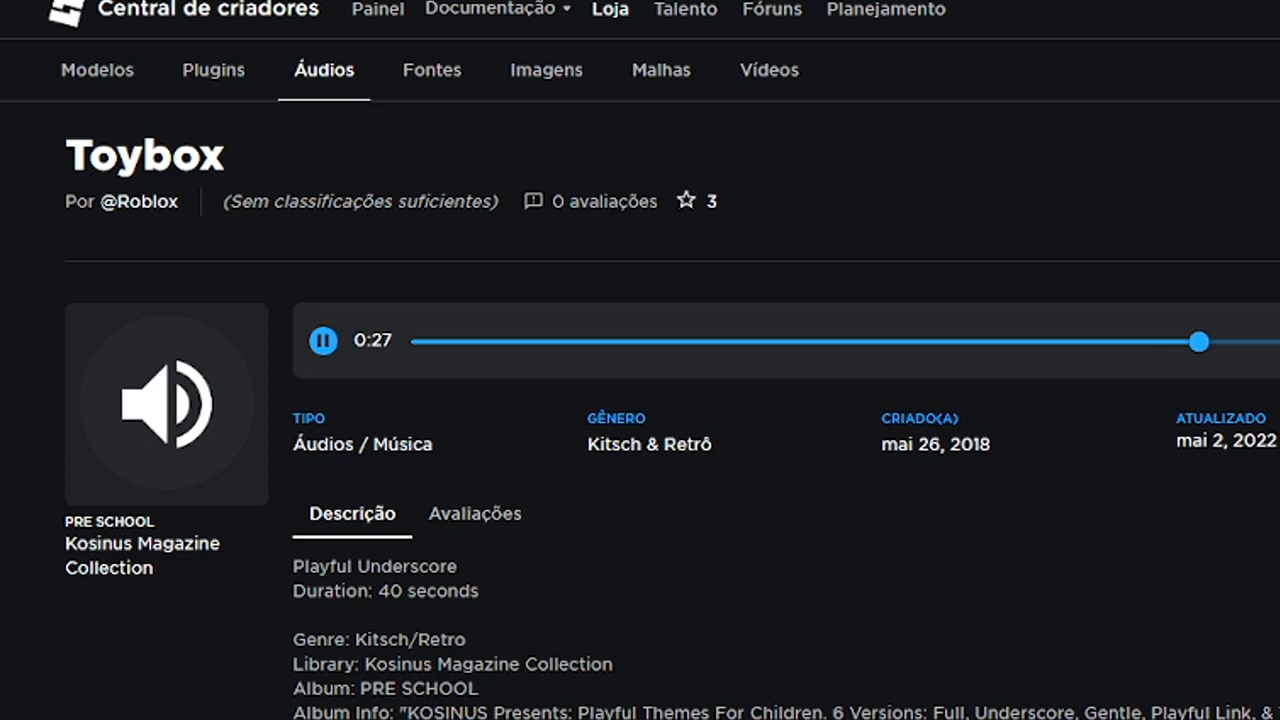 Central de criadores Painel Documentação Loja Talento Fóruns Planejamento
Modelos Plugins Áudios Fontes Imagens Malhas Vídeos
Toybox
Por @Roblox (Sem classificações suficientes) 0 avaliações 3
0:27
TIPO GÊNERO CRIADO(A) ATUALIZADO
Áudios / Música Kitsch & Retrô mai 26, 2018 mai 2, 2022
Descrição Avaliações
PRE SCHOOL
Kosinus Magazine
Collection
Playful Underscore
Duration: 40 seconds
Genre: Kitsch/Retro
Library: Kosinus Magazine Collection
Album: PRE SCHOOL
Album Info: "KOSINUS Presents: Playful Themes For Children. 6 Versions: Full, Underscore, Gentle, Playful Link, &